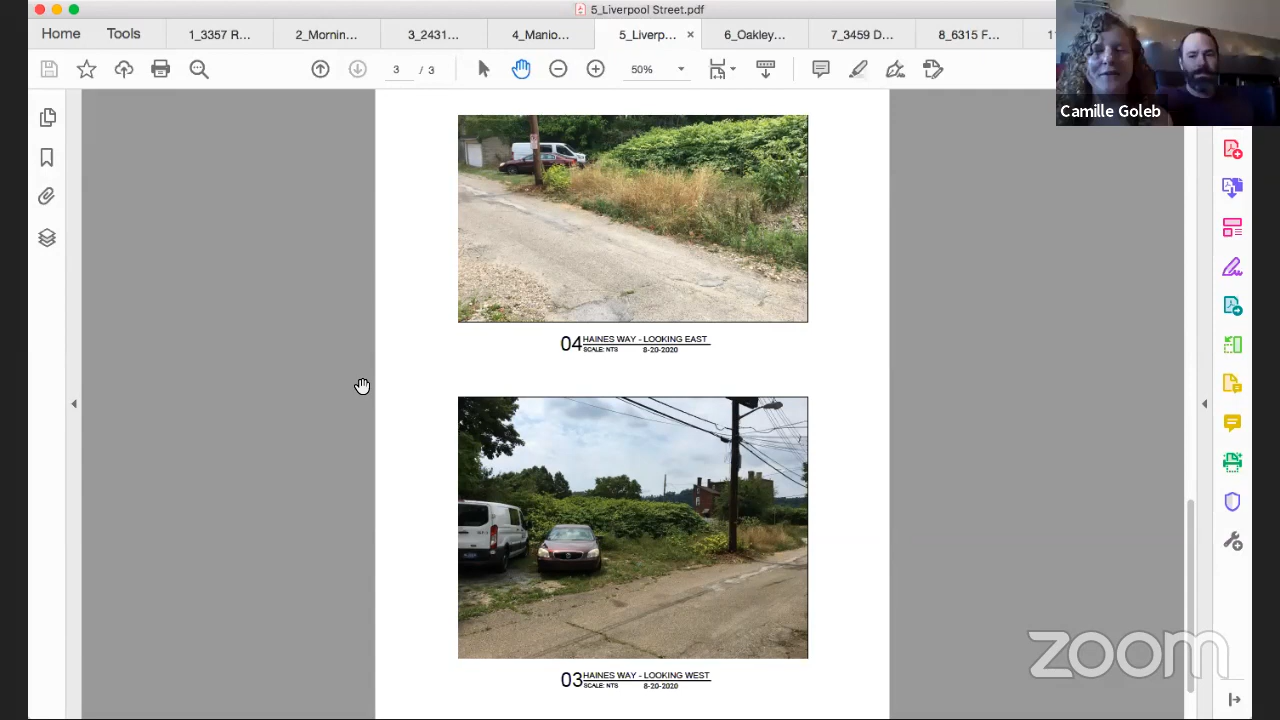 5_Liverpool Street.pdf
Home Tools 1_3357 R... 2_Mornin... 3_2431... 4_Manio... 5_Liverp... × 6_Oakley... 7_3459 D... 8_6315 F...
3 / 3 50%
Camille Goleb
04 HAINES WAY - LOOKING EAST
SCALE: NTS 8-20-2020
03 HAINES WAY - LOOKING WEST
SCALE: NTS 8-20-2020
zoom